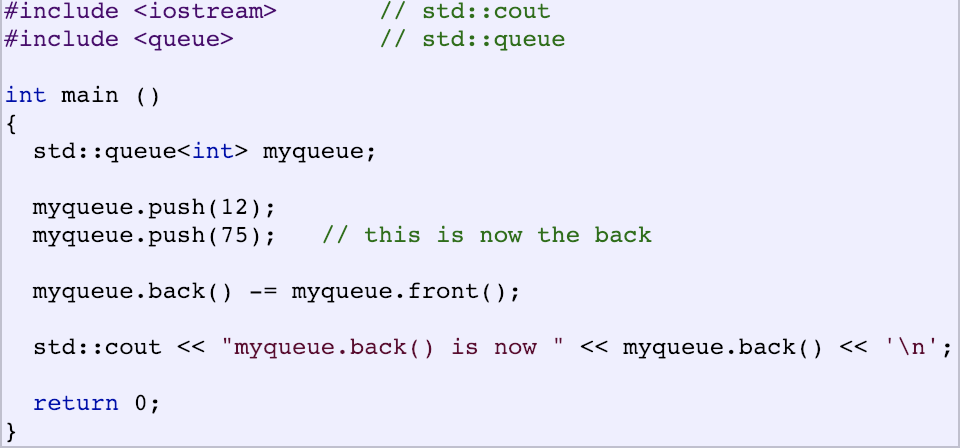 #include <iostream>       // std::cout
#include <queue>          // std::queue

int main ()
{
  std::queue<int> myqueue;

  myqueue.push(12);
  myqueue.push(75);   // this is now the back

  myqueue.back() -= myqueue.front();

  std::cout << "myqueue.back() is now " << myqueue.back() << '\n';

  return 0;
}